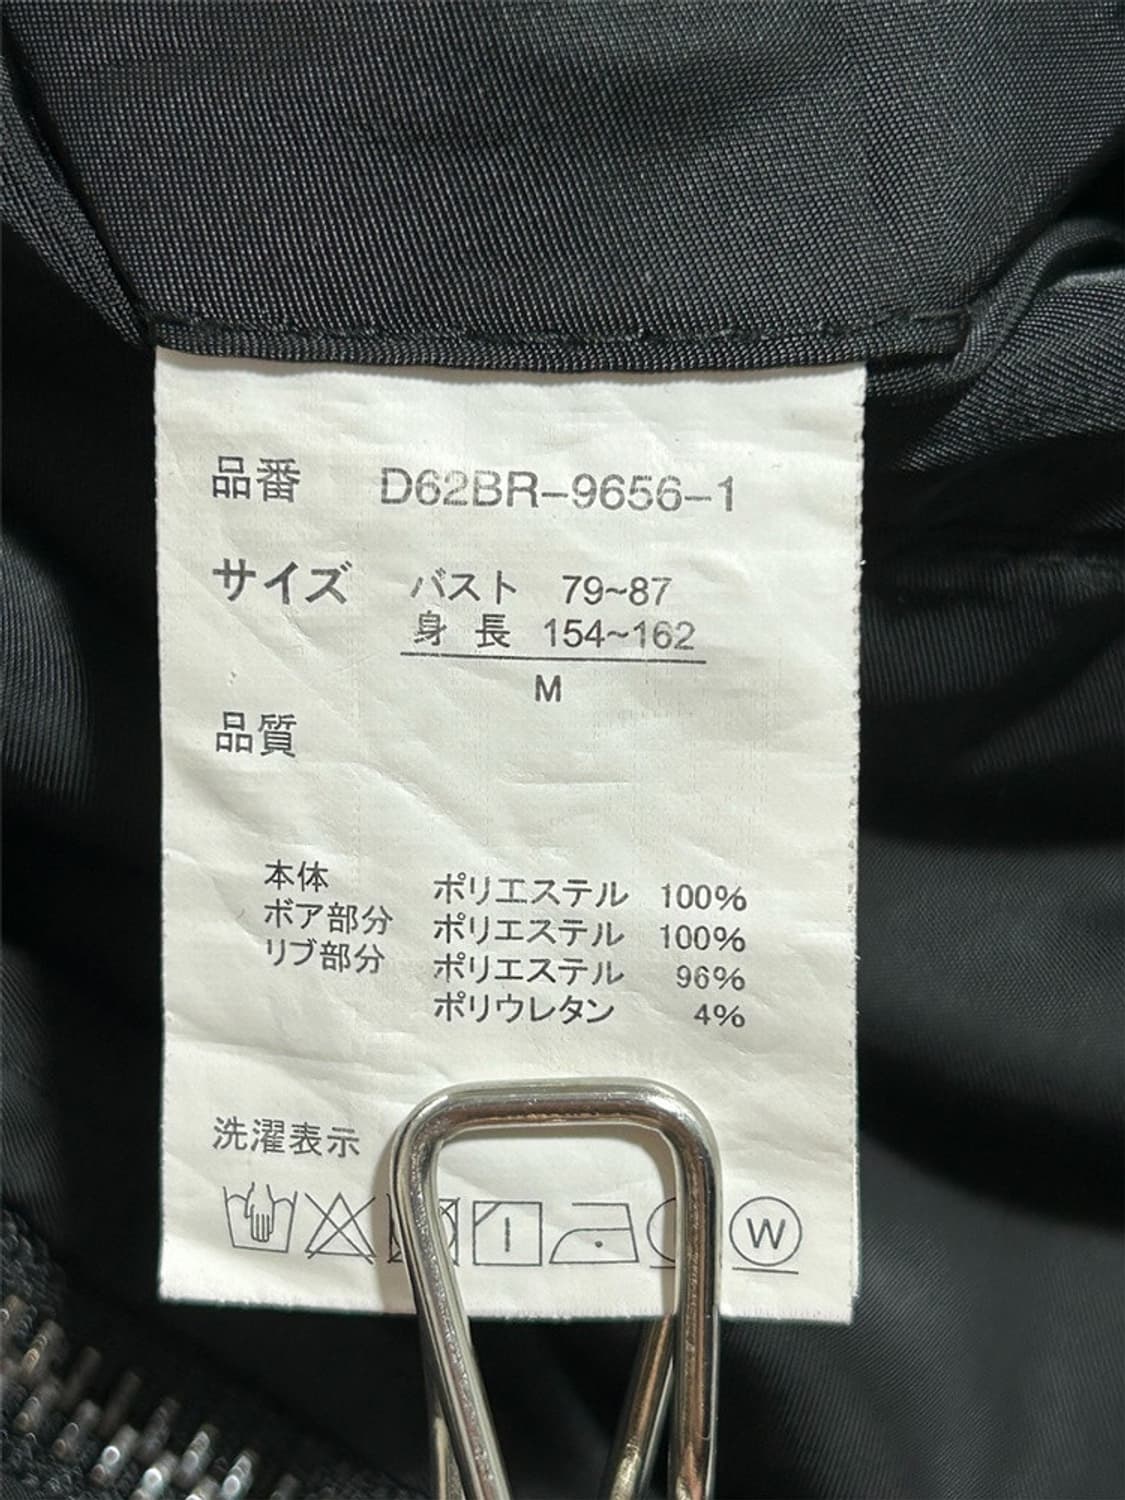 品番 D62BR-9656-1
サイズ バスト 79~87
身長 154~162
M
品質
本体 ポリエステル 100%
ボア部分 ポリエステル 100%
リブ部分 ポリエステル 96%
ポリウレタン 4%
洗濯表示
W